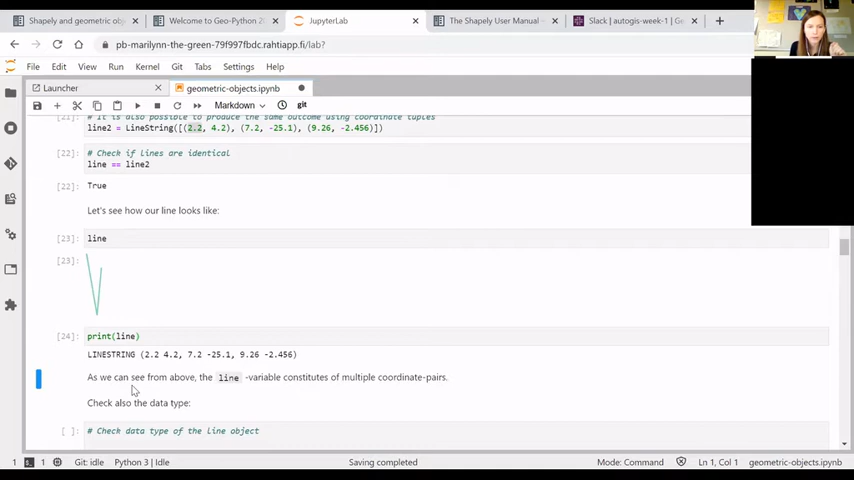 Shapely and geometric obj
Welcome to Geo-Python 20
JupyterLab
The Shapely User Manual —
Slack | autogis-week-1 | Ge
pb-marilynn-the-green-79f997fbdc.rahtiapp.fi/lab?
File Edit View Run Kernel Git Tabs Settings Help
Launcher
geometric-objects.ipynb
Markdown
git
[21]:
# It is also possible to produce the same outcome using coordinate tuples
line2 = LineString([(2.2, 4.2), (7.2, -25.1), (9.26, -2.456)])
[22]:
# Check if lines are identical
line == line2
[22]:
True
Let's see how our line looks like:
[23]:
line
[23]:
[24]:
print(line)
LINESTRING (2.2 4.2, 7.2 -25.1, 9.26 -2.456)
As we can see from above, the line -variable constitutes of multiple coordinate-pairs.
Check also the data type:
[ ]:
# Check data type of the line object
1
1
Git: idle
Python 3 | Idle
Saving completed
Mode: Command
Ln 1, Col 1
geometric-objects.ipynb